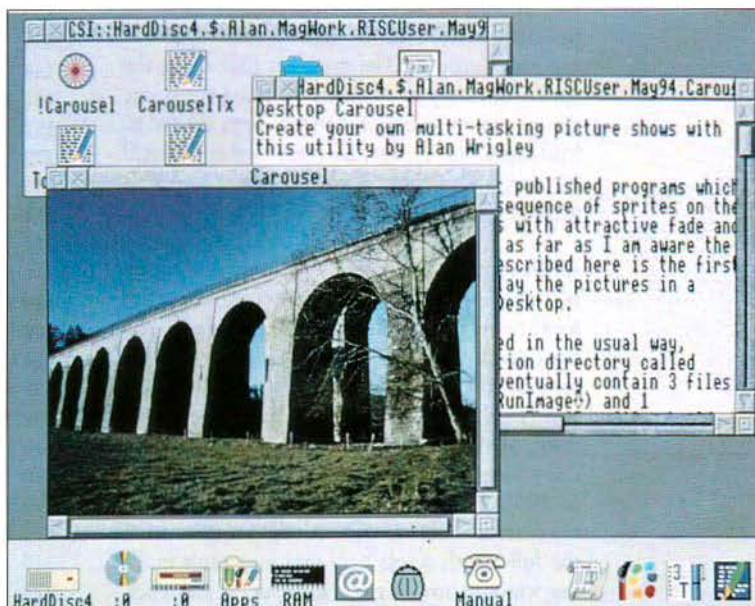 CSI::HardDisc4.$.Alan.MagWork.RISCUser.May9
!Carousel
CarouselTx
HardDisc4.$.Alan.MagWork.RISCUser.May94.Carous
Desktop Carousel
Create your own multi-tasking picture shows with
this utility by Alan Wrigley
Carousel
published programs which
sequence of sprites on the
s with attractive fade and
as far as I am aware the
escribed here is the first
lay the pictures in a
Desktop.
ed in the usual way,
tion directory called
ventually contain 3 files
RunImage) and 1
HardDisc4
:0
:0
Apps
RAM
@
Manual
3
T